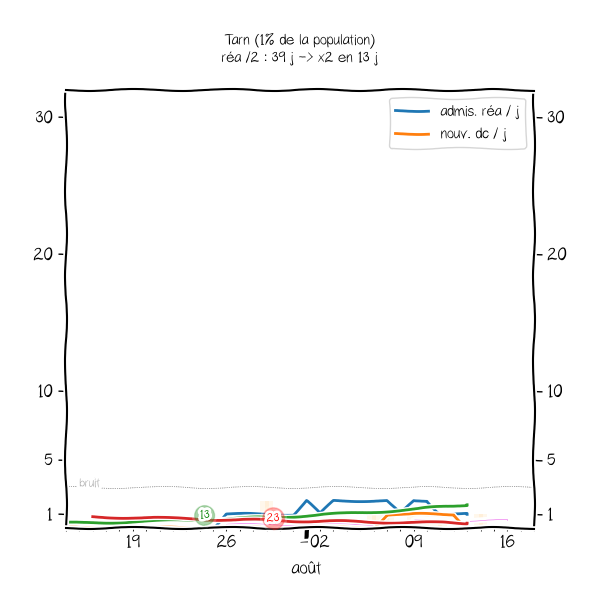 Tarn (1% de la population)
réa /2 : 39 j -> x2 en 13 j
admis. réa / j
nouv. dc / j
30 30
20 20
10 10
5 5
bruit
1 13 23 1
19 26 02 09 16
août